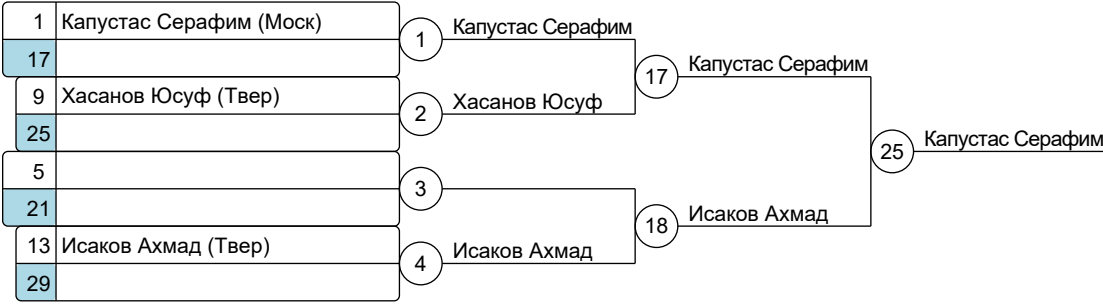 1 Капустас Серафим (Моск)
17
9 Хасанов Юсуф (Твер)
25
5
21
13 Исаков Ахмад (Твер)
29
1 Капустас Серафим
2 Хасанов Юсуф
3
4 Исаков Ахмад
17 Капустас Серафим
18 Исаков Ахмад
25 Капустас Серафим